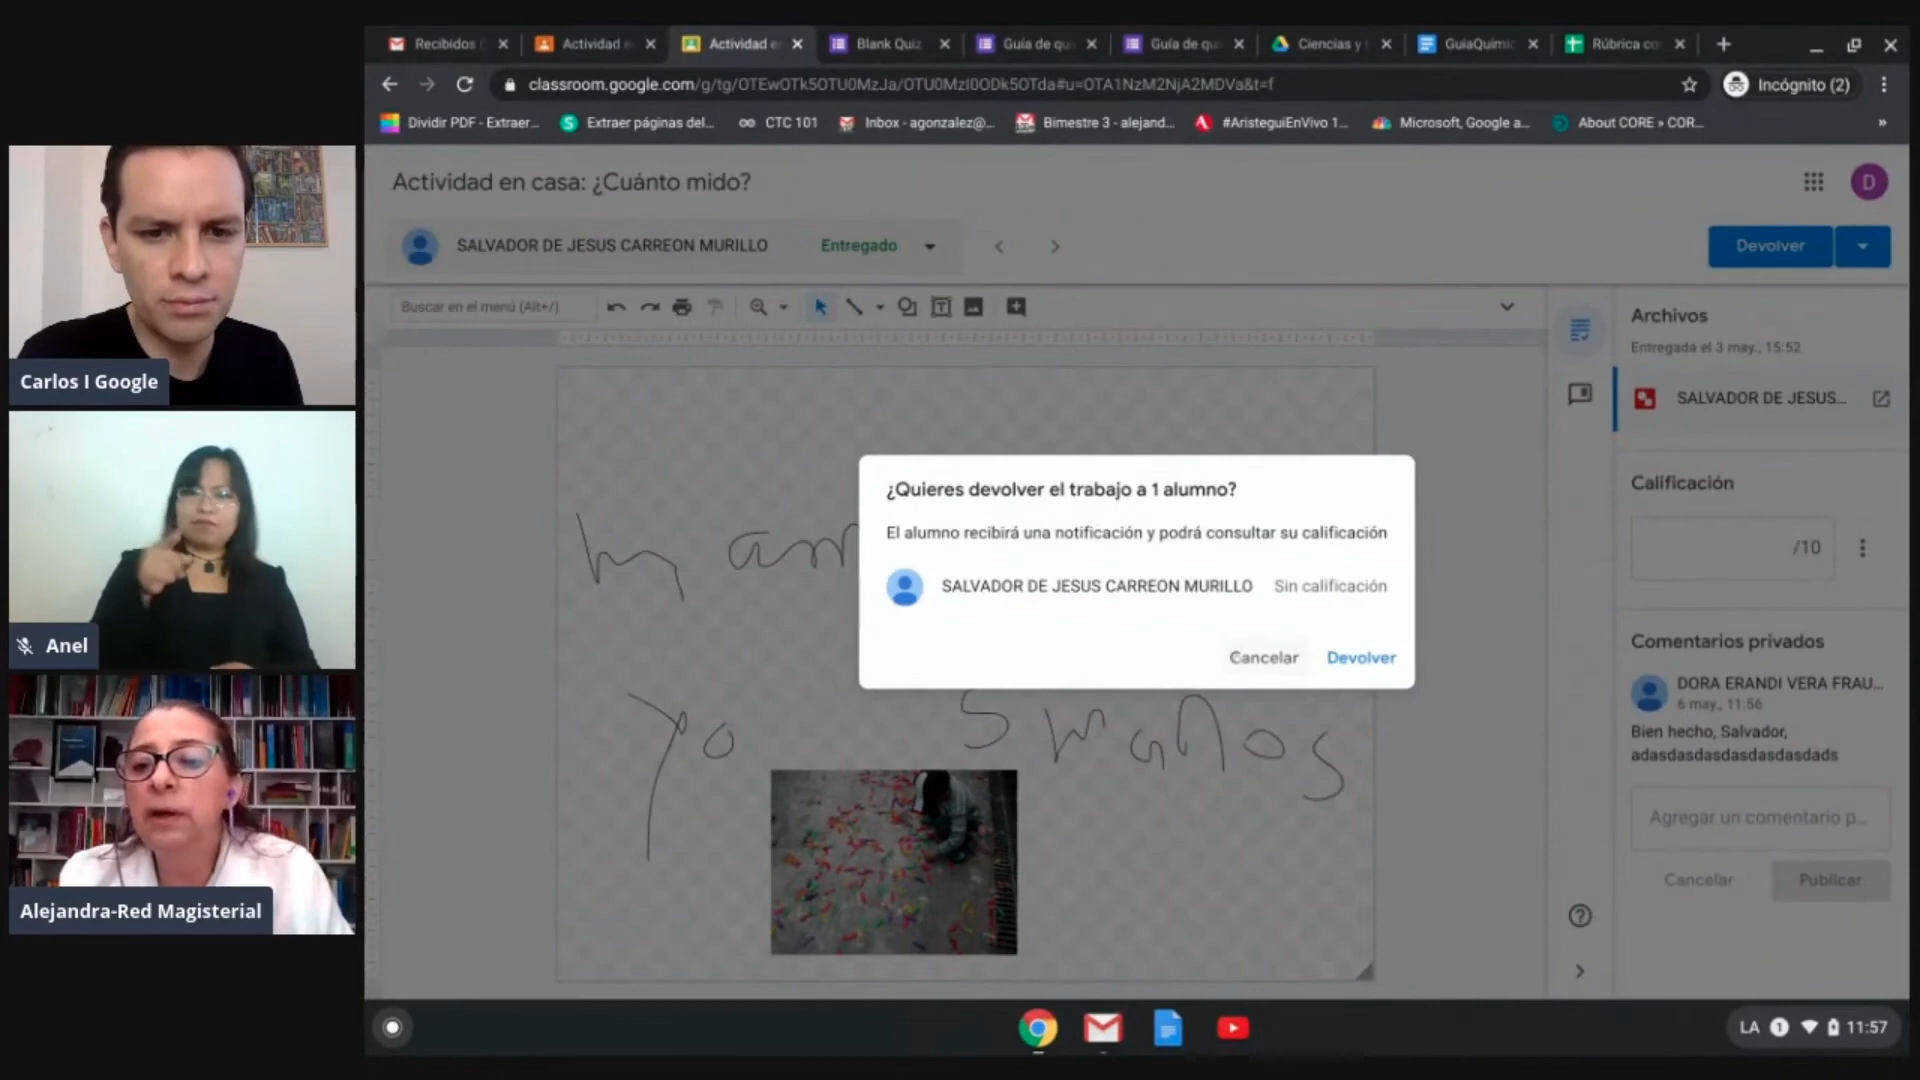 Recibidos (
Actividad e
Actividad e
Blank Quiz
Guía de qu
Guía de qu
Ciencias y
GuiaQuimic
Rúbrica co
classroom.google.com/g/tg/OTEwOTk5OTU0MzJa/OTU0MzI0ODk5OTda#u=OTA1NzM2NjA2MDVa&t=f
Incógnito (2)
Dividir PDF - Extraer...
Extraer páginas del...
CTC 101
Inbox - agonzalez@...
Bimestre 3 - alejand...
#AristeguiEnVivo 1...
Microsoft, Google a...
About CORE » COR...
»
Actividad en casa: ¿Cuánto mido?
D
SALVADOR DE JESUS CARREON MURILLO
Entregado
Devolver
Buscar en el menú (Alt+/)
Archivos
Entregada el 3 may., 15:52
SALVADOR DE JESUS...
Calificación
/10
Comentarios privados
DORA ERANDI VERA FRAU...
6 may., 11:56
Bien hecho, Salvador,
adasdasdasdasdasdasdads
Agregar un comentario p...
Cancelar
Publicar
¿Quieres devolver el trabajo a 1 alumno?
El alumno recibirá una notificación y podrá consultar su calificación
SALVADOR DE JESUS CARREON MURILLO Sin calificación
Cancelar
Devolver
yo 5 manos
Carlos I Google
Anel
Alejandra-Red Magisterial
LA 1 11:57